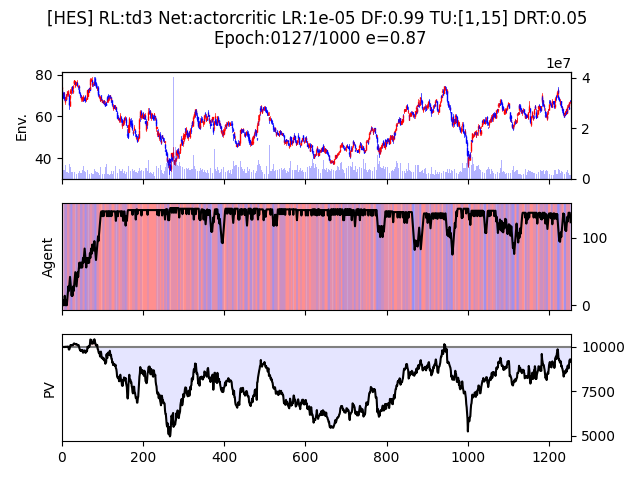 [HES] RL:td3 Net:actorcritic LR:1e-05 DF:0.99 TU:[1,15] DRT:0.05
Epoch:0127/1000 e=0.87
1e7
80
60
40
Env.
4
2
0
Agent
100
0
PV
10000
7500
5000
0 200 400 600 800 1000 1200